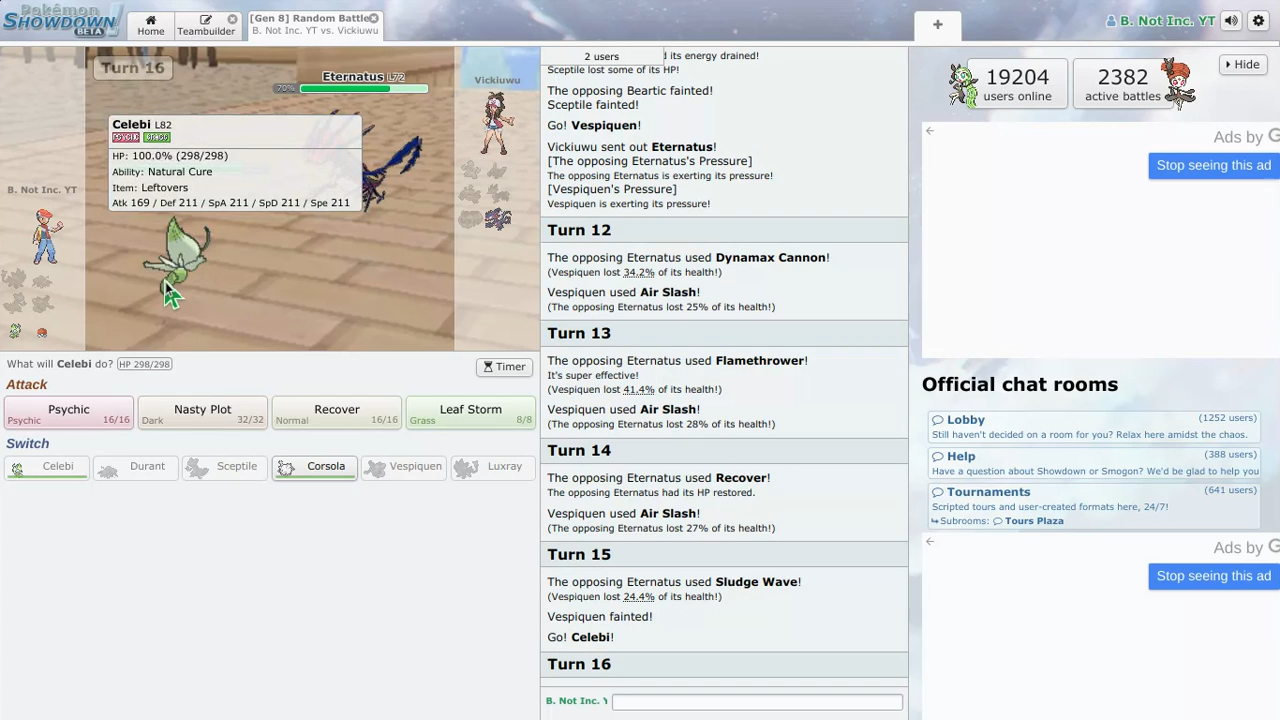 Pokémon
SHOWDOWN!
BETA
Home
Teambuilder
[Gen 8] Random Battle
B. Not Inc. YT vs. Vickiuwu
+
B. Not Inc. YT
Turn 16
Eternatus L72
70%
Vickiuwu
Celebi L82
PSYCHIC GRASS
HP: 100.0% (298/298)
Ability: Natural Cure
Item: Leftovers
Atk 169 / Def 211 / SpA 211 / SpD 211 / Spe 211
B. Not Inc. YT
What will Celebi do? HP 298/298
Timer
Attack
Psychic
Psychic 16/16
Nasty Plot
Dark 32/32
Recover
Normal 16/16
Leaf Storm
Grass 8/8
Switch
Celebi
Durant
Sceptile
Corsola
Vespiquen
Luxray
2 users
its energy drained!
Sceptile lost some of its HP!
The opposing Beartic fainted!
Sceptile fainted!
Go! Vespiquen!
Vickiuwu sent out Eternatus!
[The opposing Eternatus's Pressure]
The opposing Eternatus is exerting its pressure!
[Vespiquen's Pressure]
Vespiquen is exerting its pressure!
Turn 12
The opposing Eternatus used Dynamax Cannon!
(Vespiquen lost 34.2% of its health!)
Vespiquen used Air Slash!
(The opposing Eternatus lost 25% of its health!)
Turn 13
The opposing Eternatus used Flamethrower!
It's super effective!
(Vespiquen lost 41.4% of its health!)
Vespiquen used Air Slash!
(The opposing Eternatus lost 28% of its health!)
Turn 14
The opposing Eternatus used Recover!
The opposing Eternatus had its HP restored.
Vespiquen used Air Slash!
(The opposing Eternatus lost 27% of its health!)
Turn 15
The opposing Eternatus used Sludge Wave!
(Vespiquen lost 24.4% of its health!)
Vespiquen fainted!
Go! Celebi!
Turn 16
B. Not Inc. Y
19204
users online
2382
active battles
Hide
Ads by G
Stop seeing this ad
Official chat rooms
Lobby (1252 users)
Still haven't decided on a room for you? Relax here amidst the chaos.
Help (388 users)
Have a question about Showdown or Smogon? We'd be glad to help you
Tournaments (641 users)
Scripted tours and user-created formats here, 24/7!
Subrooms: Tours Plaza
Ads by G
Stop seeing this ad